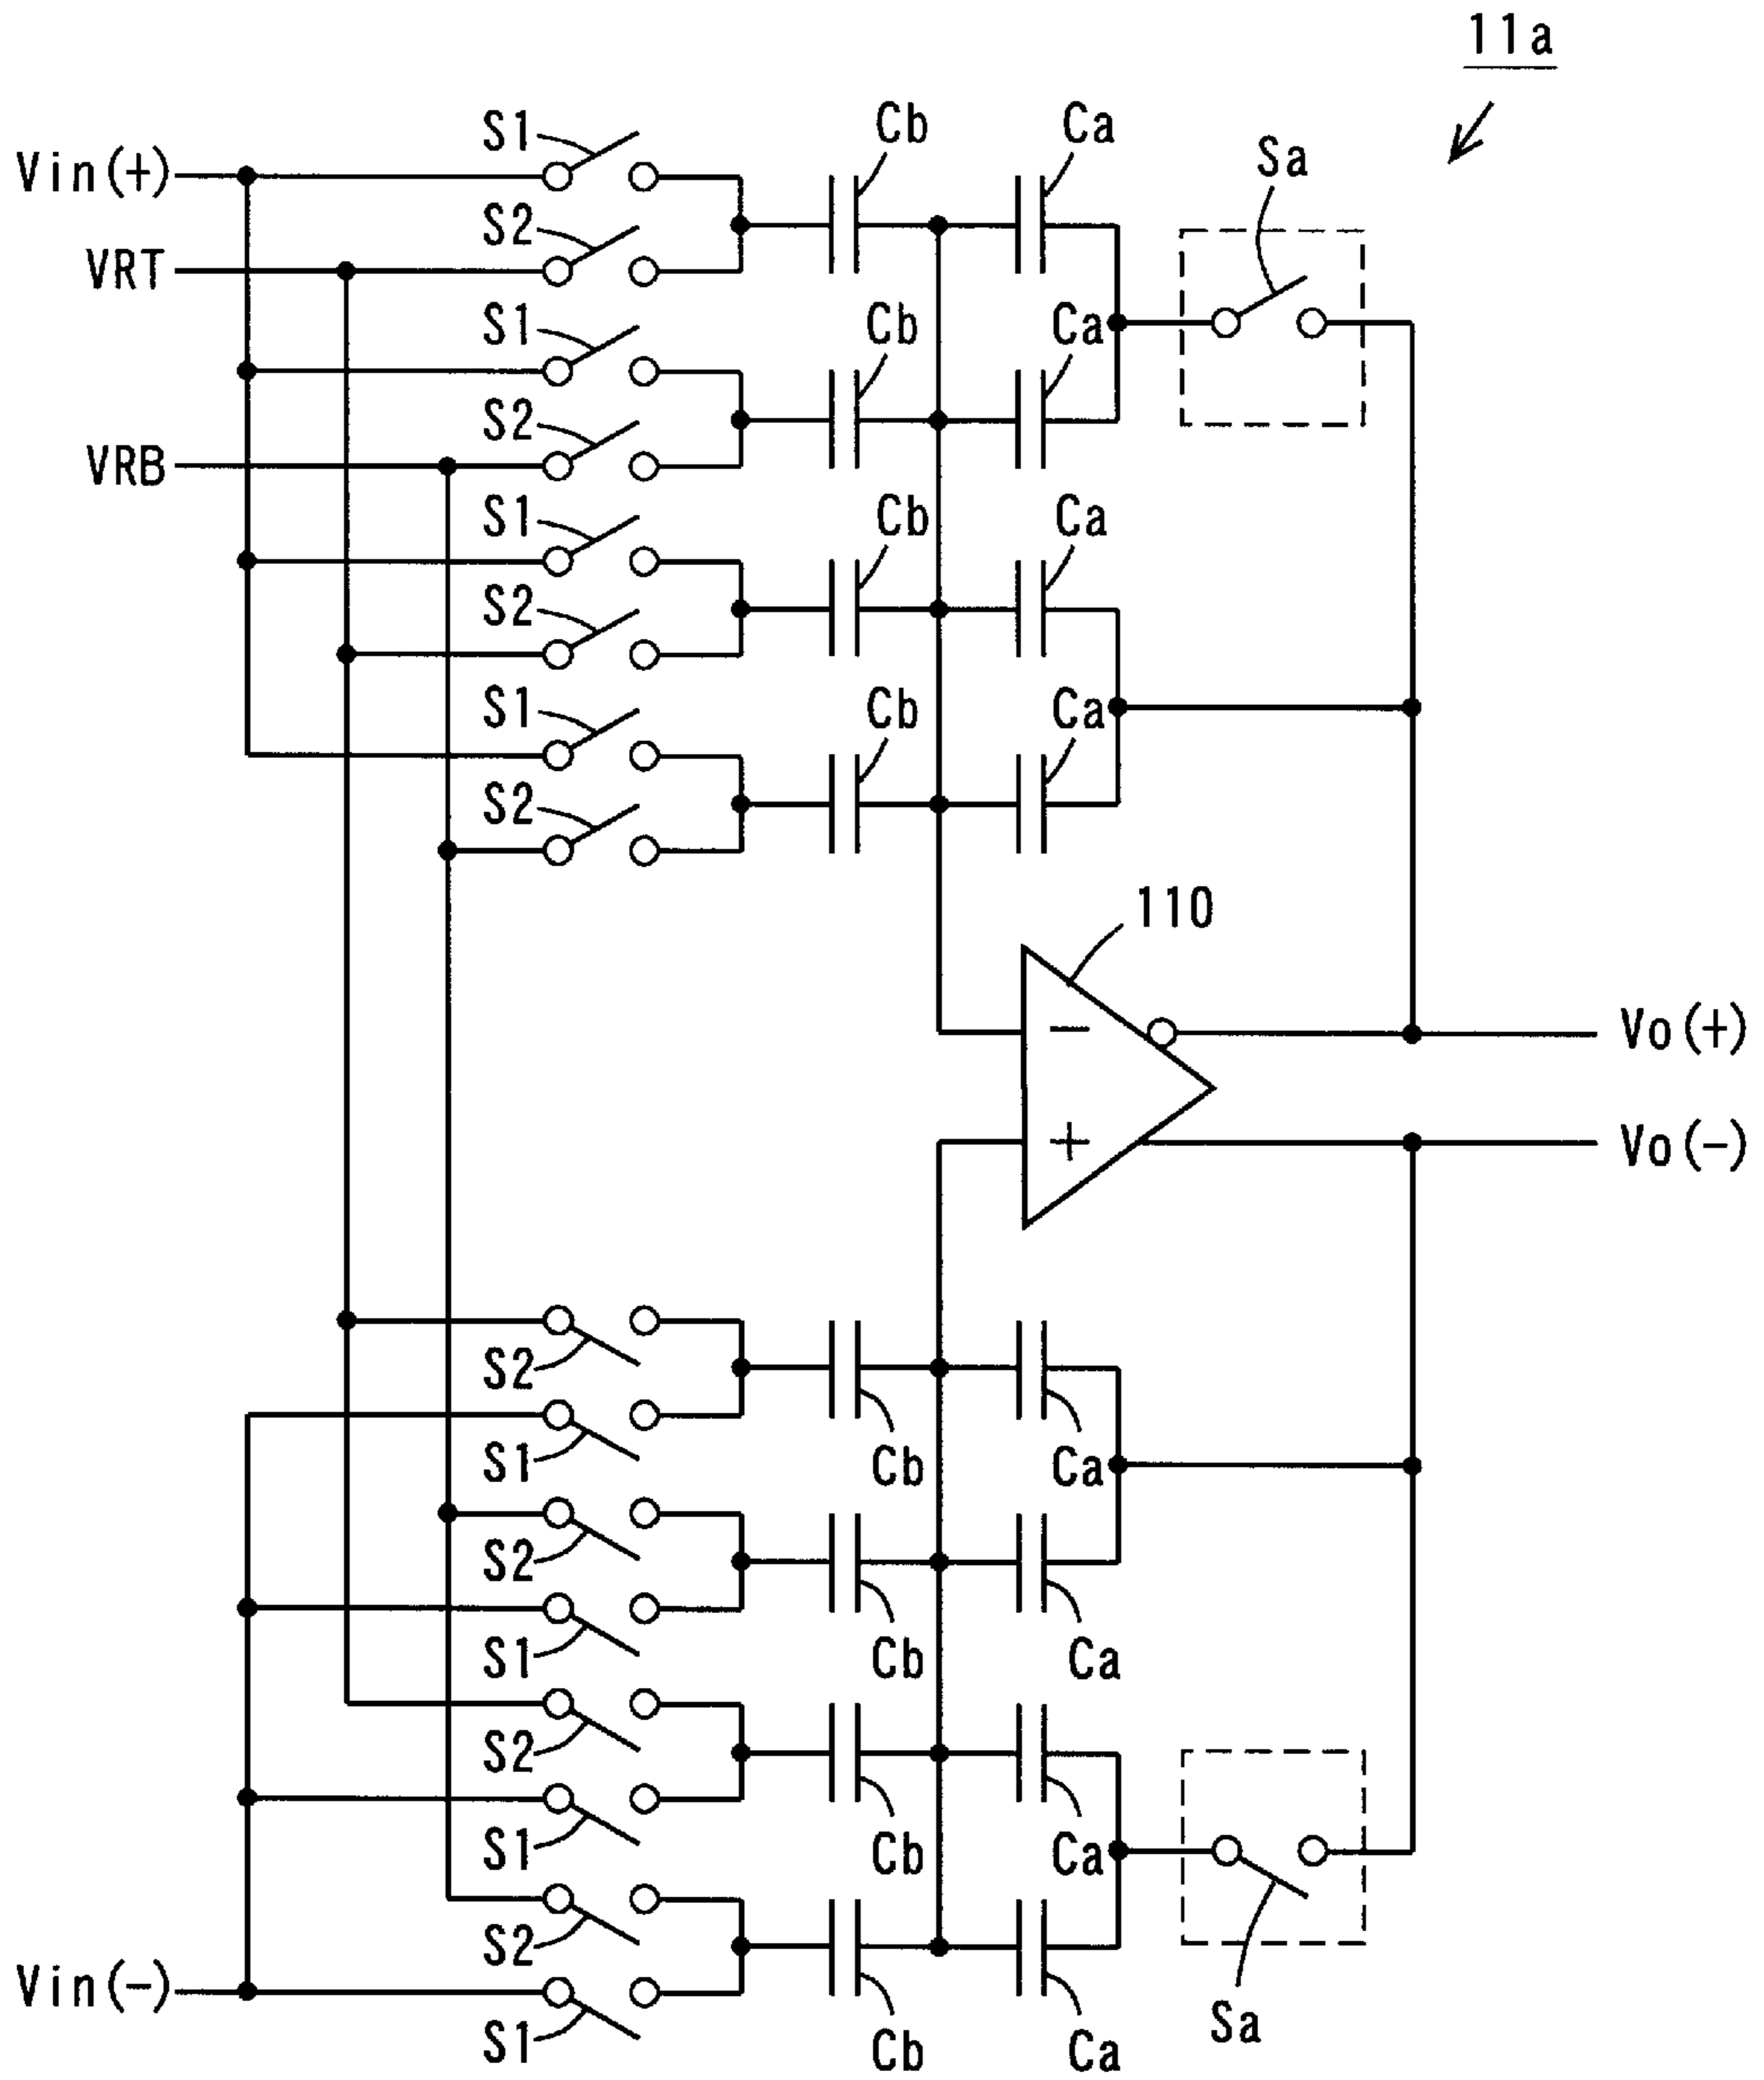 11a
S1
Cb
Ca
Vin(+)
Sa
S2
VRT
S1
Cb
Ca
S2
VRB
S1
Cb
Ca
S2
S1
Cb
Ca
S2
110
−
Vo(+)
+
Vo(-)
S2
S1
Cb
Ca
S2
S1
Cb
Ca
S2
S1
Cb
Ca
S2
Vin(-)
S1
Sa
Cb
Ca